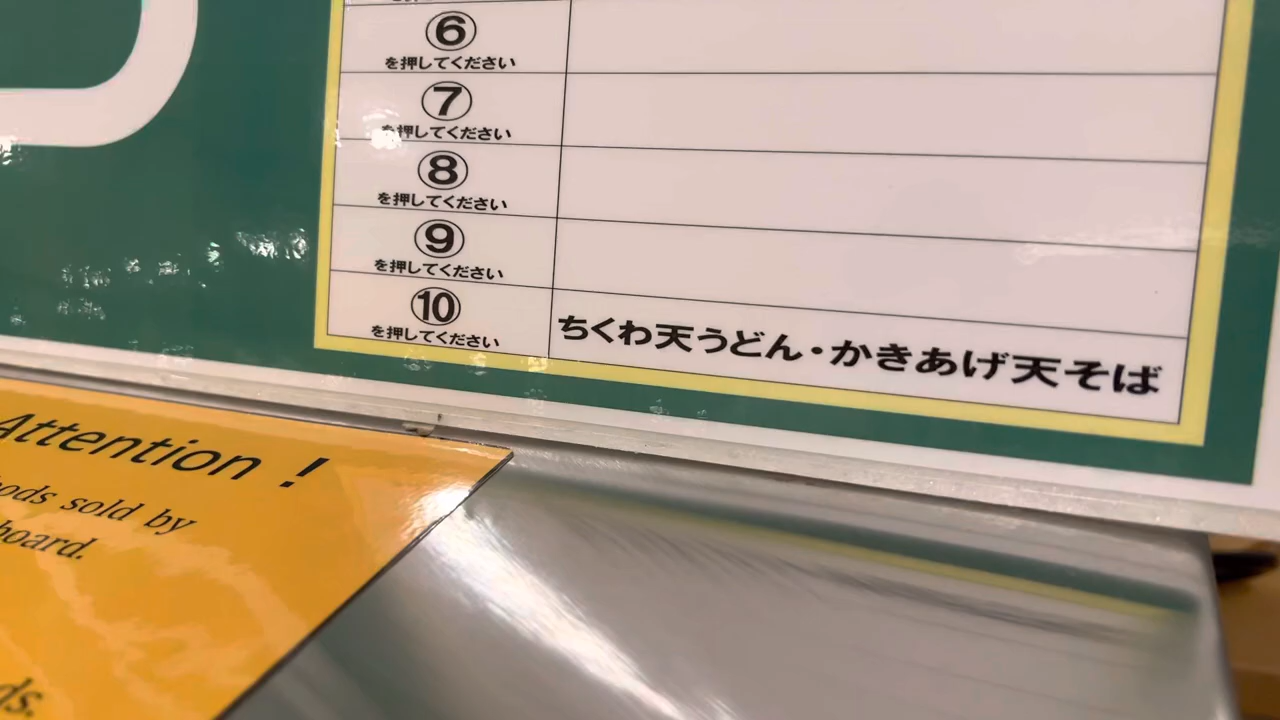 ⑥
を押してください
⑦
を押してください
⑧
を押してください
⑨
を押してください
⑩
を押してください
ちくわ天うどん・かきあげ天そば
Attention !
sold by